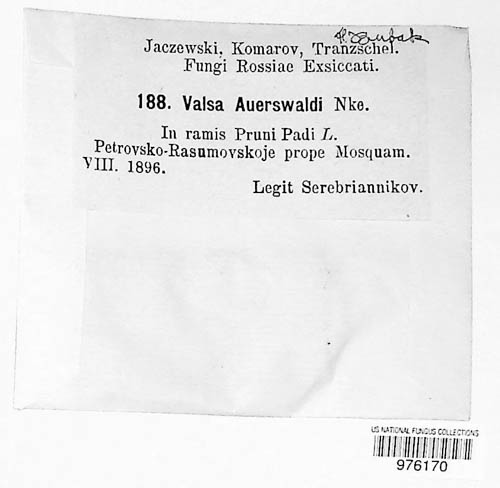 Jaczewski, Komarov, Tranzschel.
Fungi Rossiae Exsiccati.
188. Valsa Auerswaldi Nke.
In ramis Pruni Padi L.
Petrovsko-Rasumovskoje prope Mosquam.
VIII. 1896.
Legit Serebriannikov.
US NATIONAL FUNGUS COLLECTIONS
976170